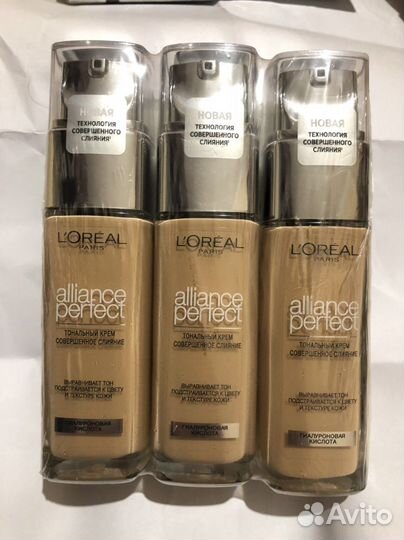 НОВАЯ
ТЕХНОЛОГИЯ
СОВЕРШЕННОГО
СЛИЯНИЯ¹
L'ORÉAL
PARIS
alliance
perfect
ТОНАЛЬНЫЙ КРЕМ
СОВЕРШЕННОЕ СЛИЯНИЕ
ВЫРАВНИВАЕТ ТОН
ПОДСТРАИВАЕТСЯ К ЦВЕТУ
И ТЕКСТУРЕ КОЖИ
ГИАЛУРОНОВАЯ
КИСЛОТА
НОВАЯ
ТЕХНОЛОГИЯ
СОВЕРШЕННОГО
СЛИЯНИЯ¹
L'ORÉAL
PARIS
alliance
perfect
ТОНАЛЬНЫЙ КРЕМ
СОВЕРШЕННОЕ СЛИЯНИЕ
ВЫРАВНИВАЕТ ТОН
ПОДСТРАИВАЕТСЯ К ЦВЕТУ
И ТЕКСТУРЕ КОЖИ
ГИАЛУРОНОВАЯ
КИСЛОТА
НОВАЯ
ТЕХНОЛОГИЯ
СОВЕРШЕННОГО
СЛИЯНИЯ¹
L'ORÉAL
PARIS
alliance
perfect
ТОНАЛЬНЫЙ КРЕМ
СОВЕРШЕННОЕ СЛИЯНИЕ
ВЫРАВНИВАЕТ ТОН
ПОДСТРАИВАЕТСЯ К ЦВЕТУ
И ТЕКСТУРЕ КОЖИ
ГИАЛУРОНОВАЯ
КИСЛОТА
Avito